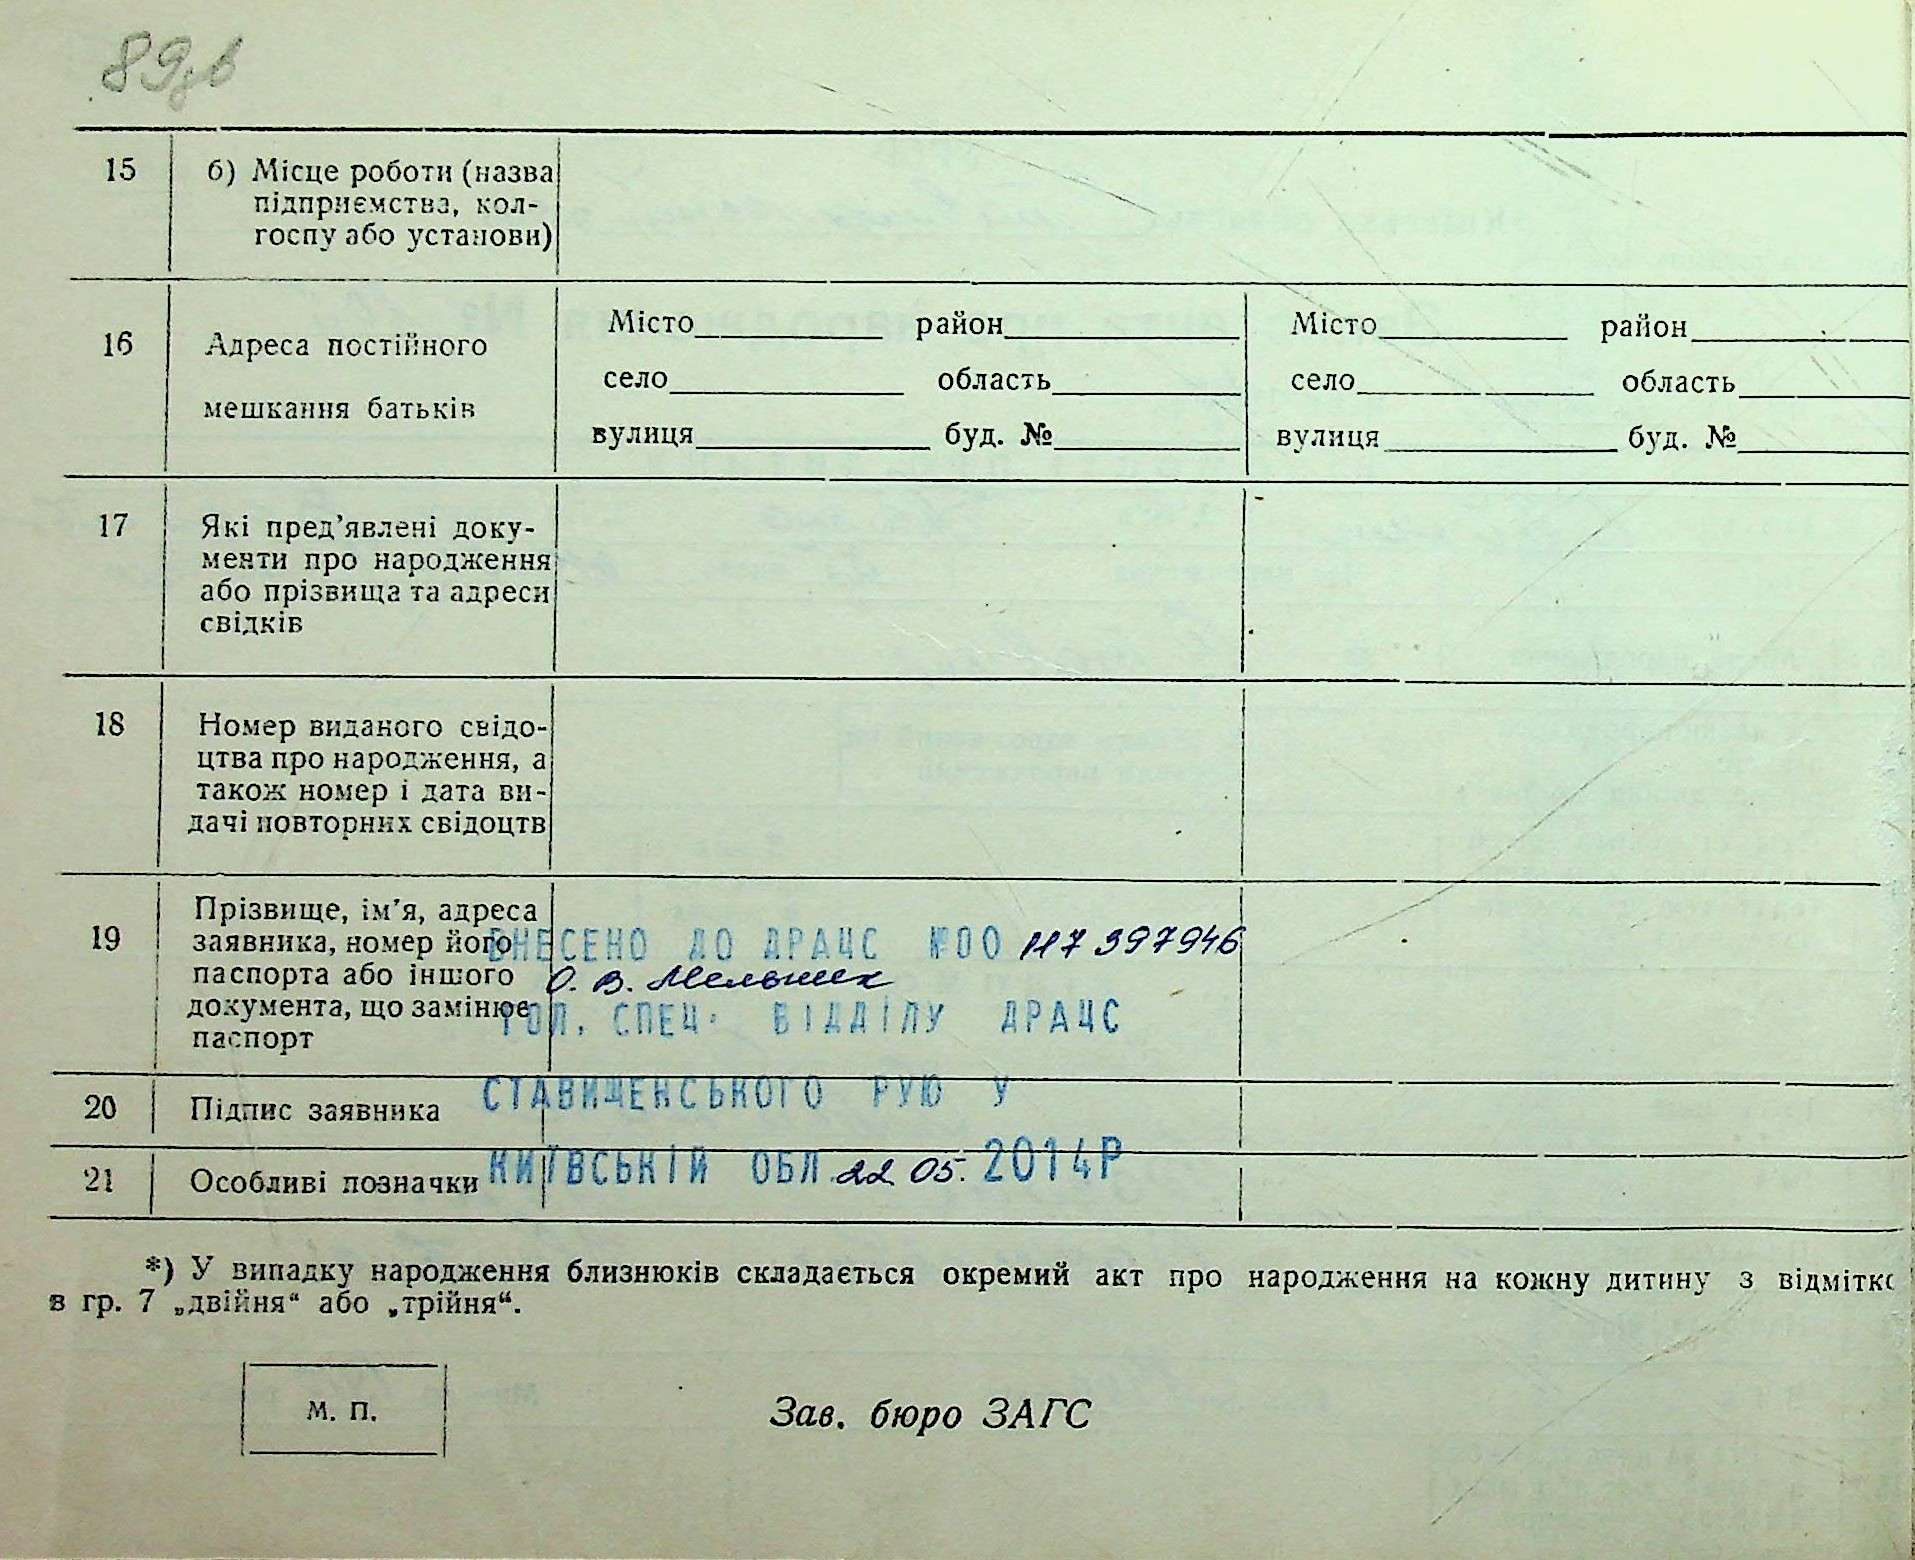 89зв
15 б) Місце роботи (назва
підприємства, кол-
госпу або установи)
16 Адреса постійного
мешкання батьків
Місто район Місто район
село область село область
вулиця буд. № вулиця буд. №
17 Які пред’явлені доку-
менти про народження
або прізвища та адреси
свідків
18 Номер виданого свідо-
цтва про народження, а
також номер і дата ви-
дачі повторних свідоцтв
19 Прізвище, ім’я, адреса
заявника, номер його
паспорта або іншого
документа, що замінює
паспорт
ВНЕСЕНО ДО ДРАЦС №00 117 397946
О. В. Мельник
ГОЛ. СПЕЦ. ВІДДІЛУ ДРАЦС
СТАВИЩЕНСЬКОГО РУЮ У
КИЇВСЬКІЙ ОБЛ. 22.05. 2014Р
20 Підпис заявника
21 Особливі позначки
*) У випадку народження близнюків складається окремий акт про народження на кожну дитину з відмітко
в гр. 7 „двійня“ або „трійня“.
М. П.
Зав. бюро ЗАГС